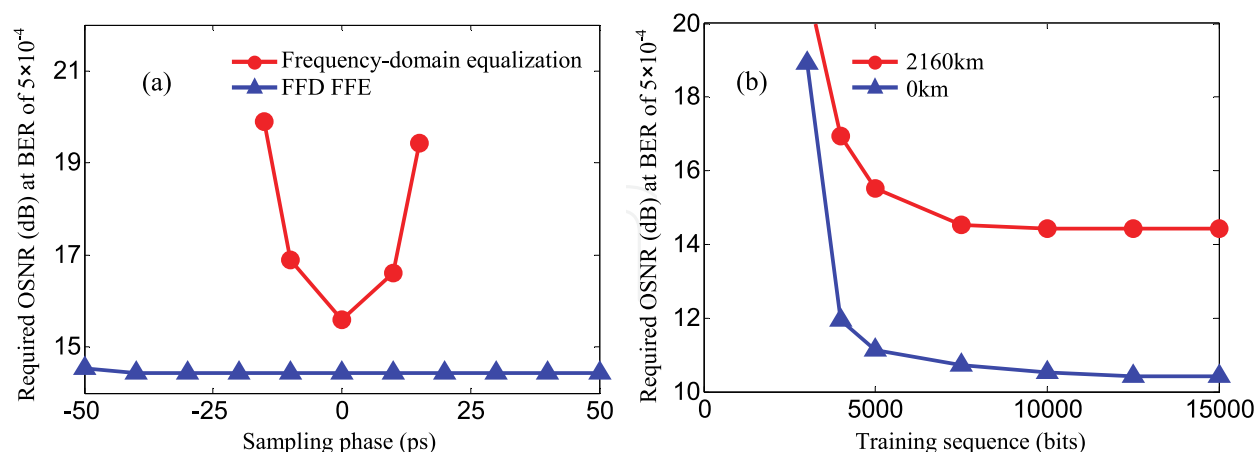 Required OSNR (dB) at BER of 5×10⁻⁴
21
19
17
15
(a)
Frequency-domain equalization
FFD FFE
-50
-25
0
25
50
Sampling phase (ps)
Required OSNR (dB) at BER of 5×10⁻⁴
20
18
16
14
12
10
2160km
0km
(b)
0
5000
10000
15000
Training sequence (bits)